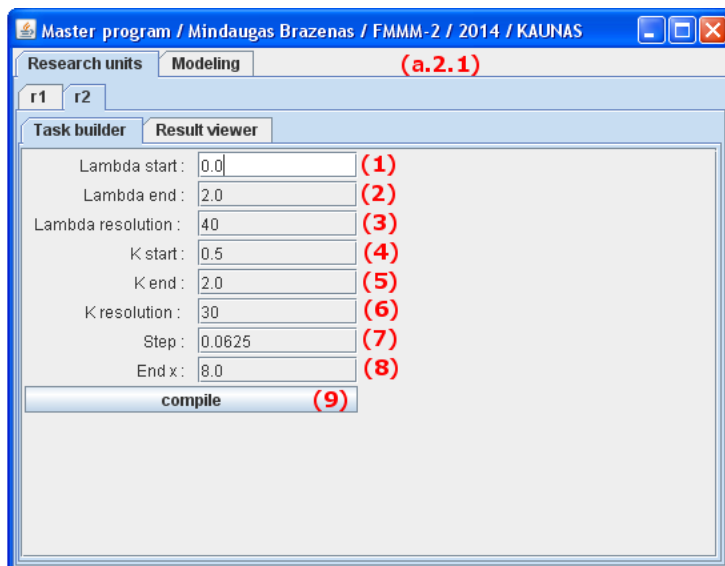 Master program / Mindaugas Brazenas / FMMM-2 / 2014 / KAUNAS
Research units Modeling (a.2.1)
r1 r2
Task builder Result viewer
Lambda start : 0.0 (1)
Lambda end : 2.0 (2)
Lambda resolution : 40 (3)
K start : 0.5 (4)
K end : 2.0 (5)
K resolution : 30 (6)
Step : 0.0625 (7)
End x : 8.0 (8)
compile (9)